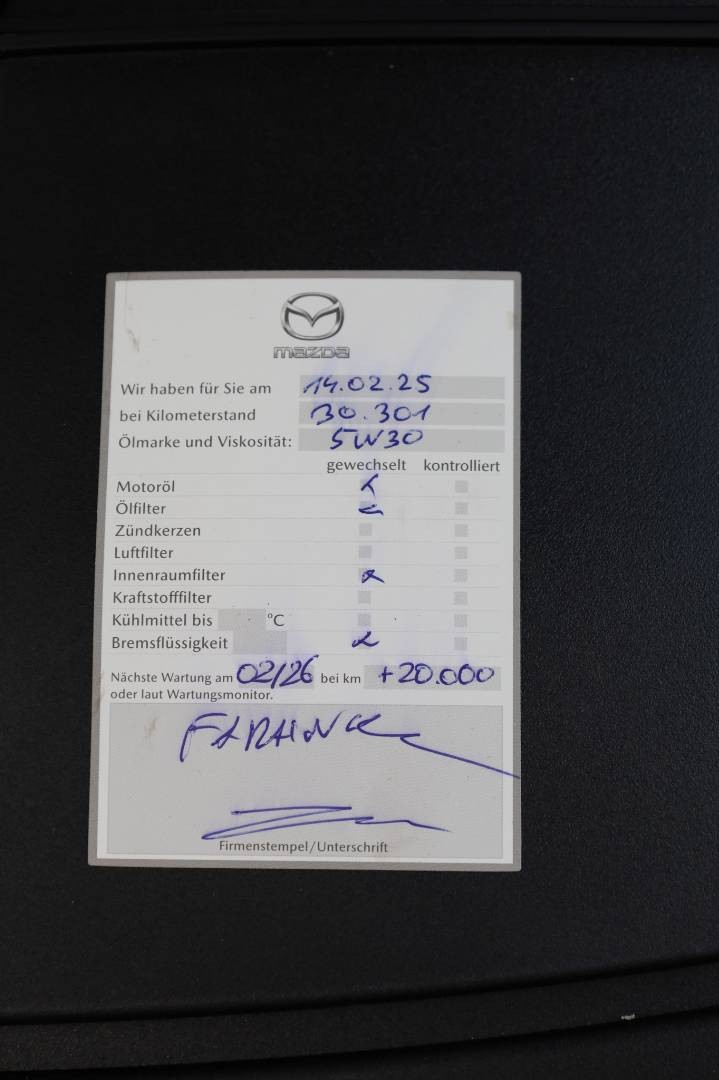 mazda
Wir haben für Sie am 14.02.25
bei Kilometerstand 30.301
Ölmarke und Viskosität: 5W30
gewechselt kontrolliert
Motoröl
Ölfilter
Zündkerzen
Luftfilter
Innenraumfilter
Kraftstofffilter
Kühlmittel bis °C
Bremsflüssigkeit
Nächste Wartung am 02/26 bei km +20.000
oder laut Wartungsmonitor.
Firmenstempel/Unterschrift